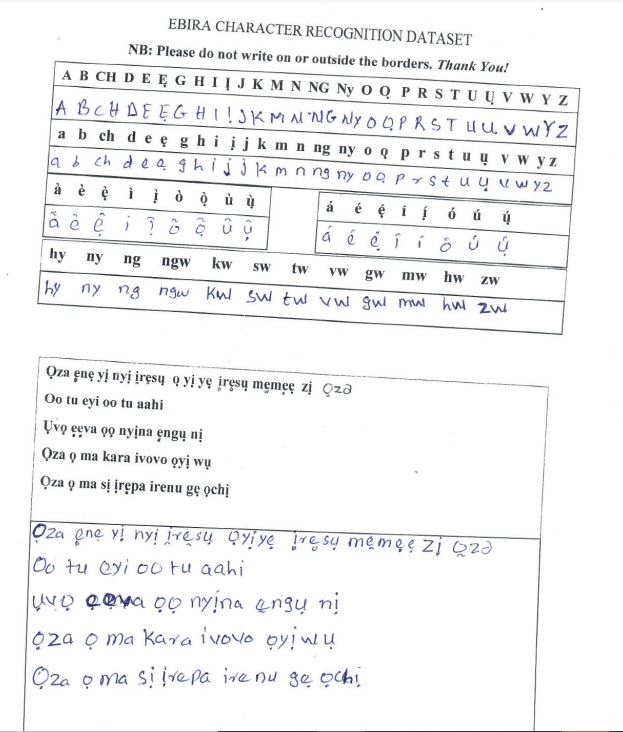 EBIRA CHARACTER RECOGNITION DATASET
NB: Please do not write on or outside the borders. Thank You!
A B CH D E Ẹ G H I Ị J K M N NG Ny O Ọ P R S T U Ụ V W Y Z
A B CH D E Ẹ G H I Ị J K M N NG Ny O Ọ P R S T U Ụ V W Y Z
a b ch d e ẹ g h i ị j k m n ng ny o ọ p r s t u ụ v w y z
a b ch d e ẹ g h i ị j k m n ng ny o ọ p r s t u ụ v w y z
à è ẹ̀ ì ị̀ ò ọ̀ ù ụ̀
á é ẹ́ í ị́ ó ú ụ́
hy ny ng ngw kw sw tw vw gw mw hw zw
hy ny ng ngw kw sw tw vw gw mw hw zw
Ọza ẹnẹ yị nyị ịrẹsụ ọ yị yẹ ịrẹsụ mẹmẹẹ zị Ọza
Oo tu eyi oo tu aahi
Ụvọ ẹẹva ọọ nyịna ẹngụ nị
Ọza ọ ma kara ivovo ọyị wụ
Ọza ọ ma sị ịrẹpa irenu gẹ ọchị
Ọza ẹnẹ yị nyị ịrẹsụ ọyịyẹ ịrẹsụ mẹmẹẹ zị Ọza
Oo tu eyi oo tu aahi
Ụvọ ọọ nyịna ẹngụ nị
Ọza ọ ma kara ivovo ọyị wụ
Ọza ọ ma sị ịrepa irenu gẹ ọchị